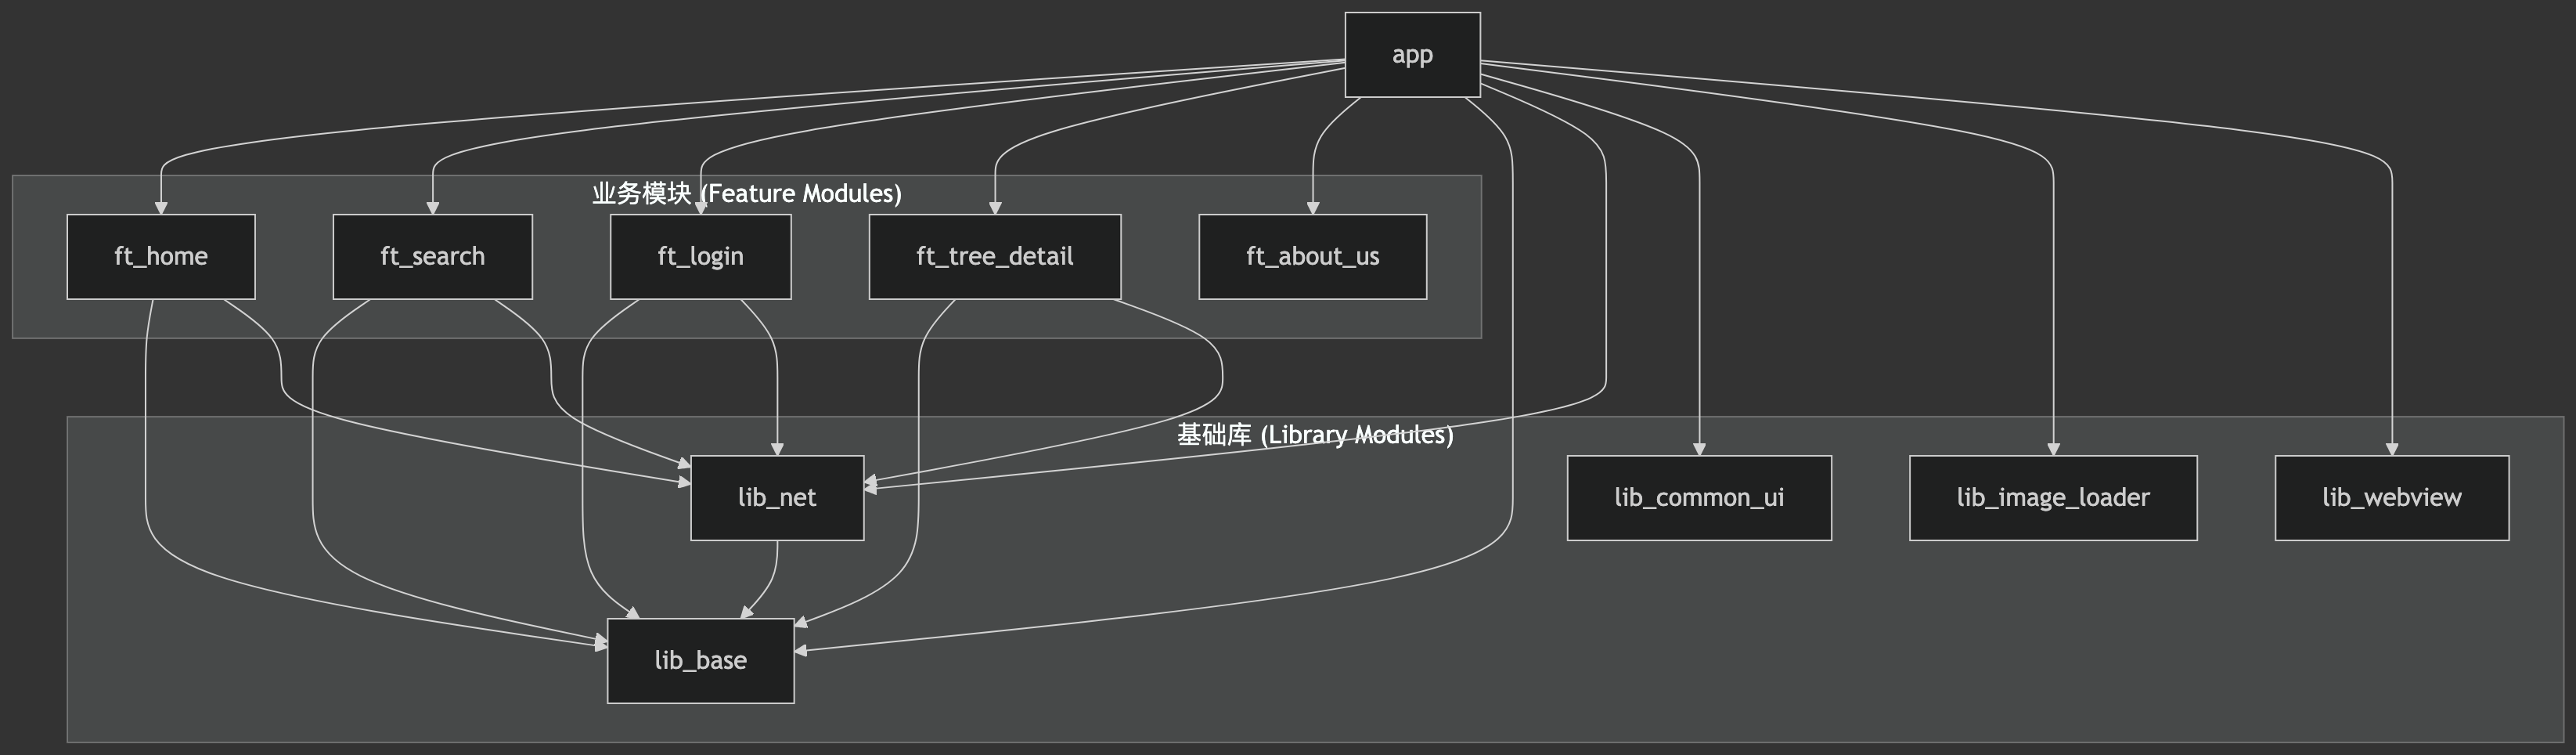 app
业务模块 (Feature Modules)
ft_home
ft_search
ft_login
ft_tree_detail
ft_about_us
基础库 (Library Modules)
lib_net
lib_common_ui
lib_image_loader
lib_webview
lib_base